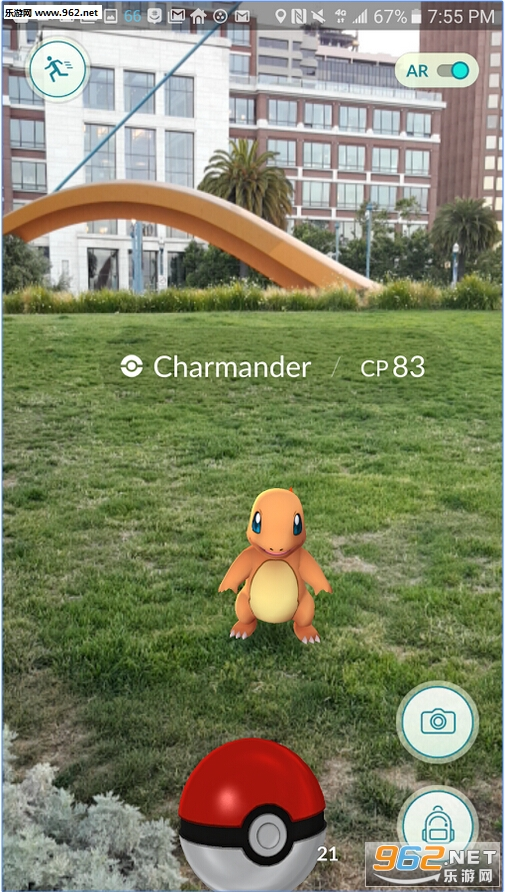 乐游网 www.962.net
66 67% 7:55 PM
AR
Charmander / CP 83
21
962.NET
乐游网